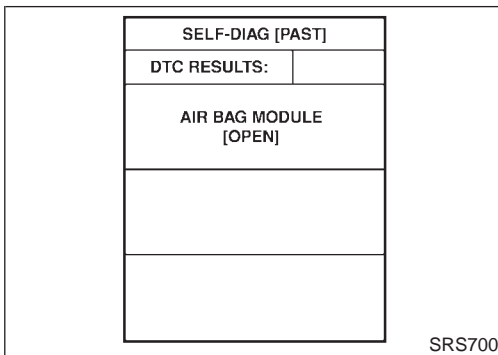 SELF-DIAG [PAST]
DTC RESULTS:
AIR BAG MODULE
[OPEN]
SRS700